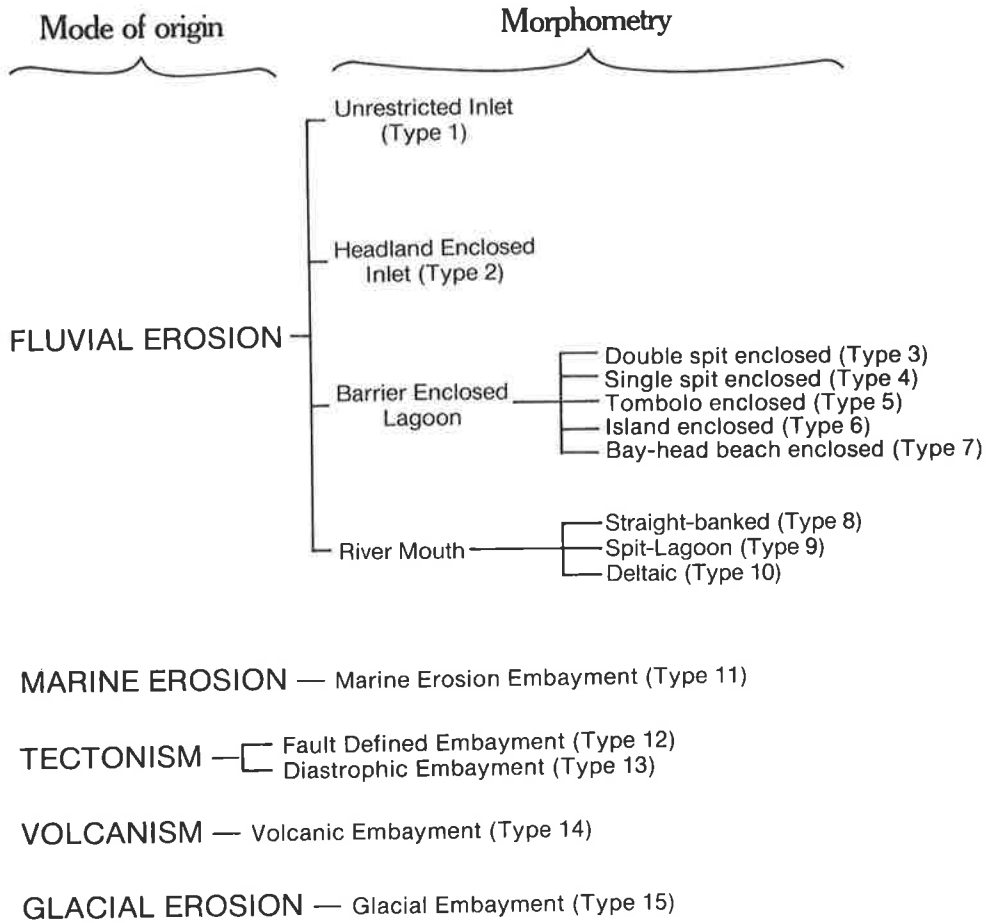 Mode of origin
Morphometry
Unrestricted Inlet
(Type 1)
Headland Enclosed
Inlet (Type 2)
FLUVIAL EROSION
Barrier Enclosed
Lagoon
Double spit enclosed (Type 3)
Single spit enclosed (Type 4)
Tombolo enclosed (Type 5)
Island enclosed (Type 6)
Bay-head beach enclosed (Type 7)
River Mouth
Straight-banked (Type 8)
Spit-Lagoon (Type 9)
Deltaic (Type 10)
MARINE EROSION — Marine Erosion Embayment (Type 11)
TECTONISM
Fault Defined Embayment (Type 12)
Diastrophic Embayment (Type 13)
VOLCANISM — Volcanic Embayment (Type 14)
GLACIAL EROSION — Glacial Embayment (Type 15)